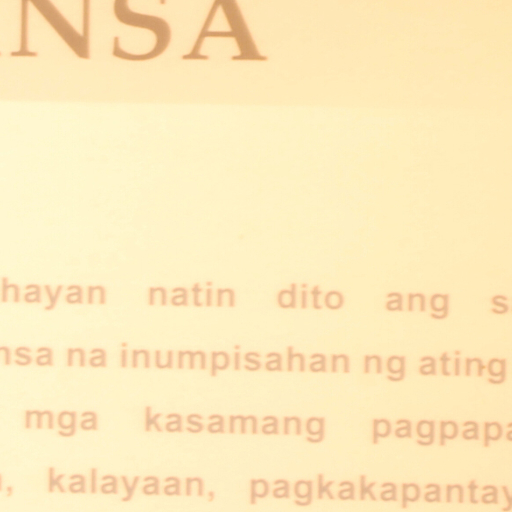 NSA
hayan natin dito ang s
nsa na inumpisahan ng ating
mga kasamang pagpapa
, kalayaan, pagkakapantay